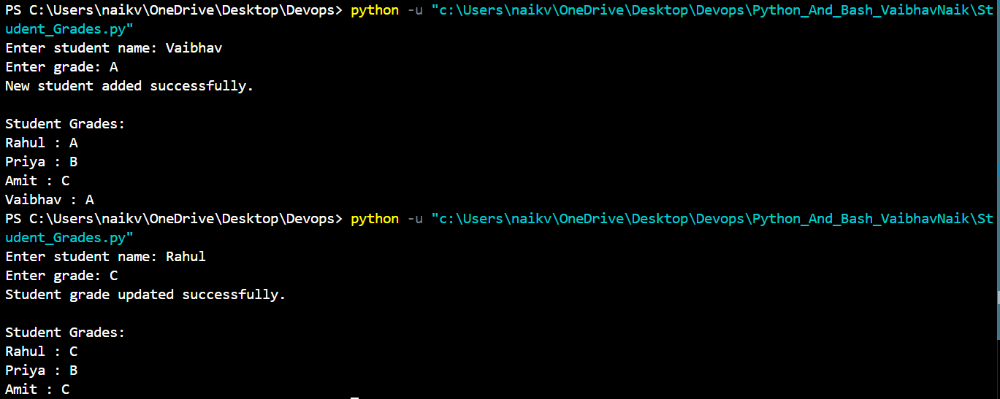 PS C:\Users\naikv\OneDrive\Desktop\Devops> python -u "c:\Users\naikv\OneDrive\Desktop\Devops\Python_And_Bash_VaibhavNaik\St
udent_Grades.py"
Enter student name: Vaibhav
Enter grade: A
New student added successfully.

Student Grades:
Rahul : A
Priya : B
Amit : C
Vaibhav : A
PS C:\Users\naikv\OneDrive\Desktop\Devops> python -u "c:\Users\naikv\OneDrive\Desktop\Devops\Python_And_Bash_VaibhavNaik\St
udent_Grades.py"
Enter student name: Rahul
Enter grade: C
Student grade updated successfully.

Student Grades:
Rahul : C
Priya : B
Amit : C